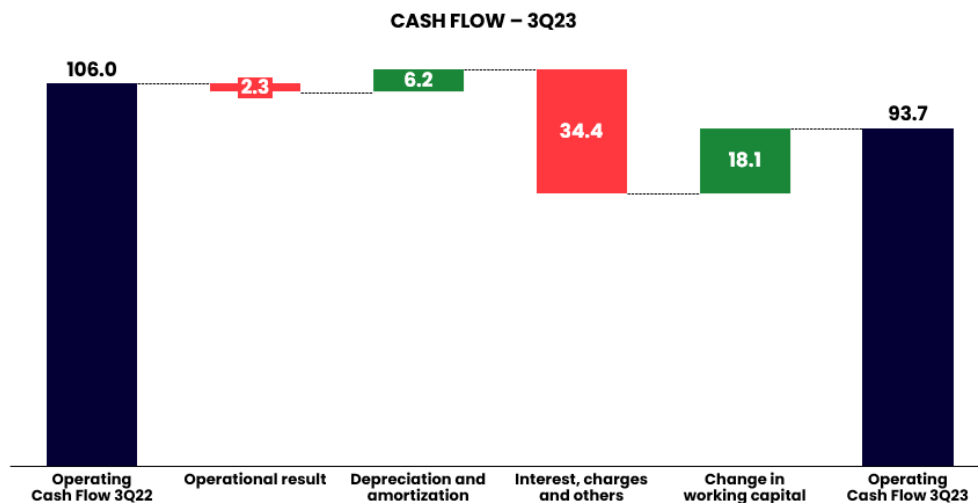 CASH FLOW – 3Q23
106.0
2.3
6.2
34.4
18.1
93.7
Operating
Cash Flow 3Q22
Operational result
Depreciation and
amortization
Interest, charges
and others
Change in
working capital
Operating
Cash Flow 3Q23